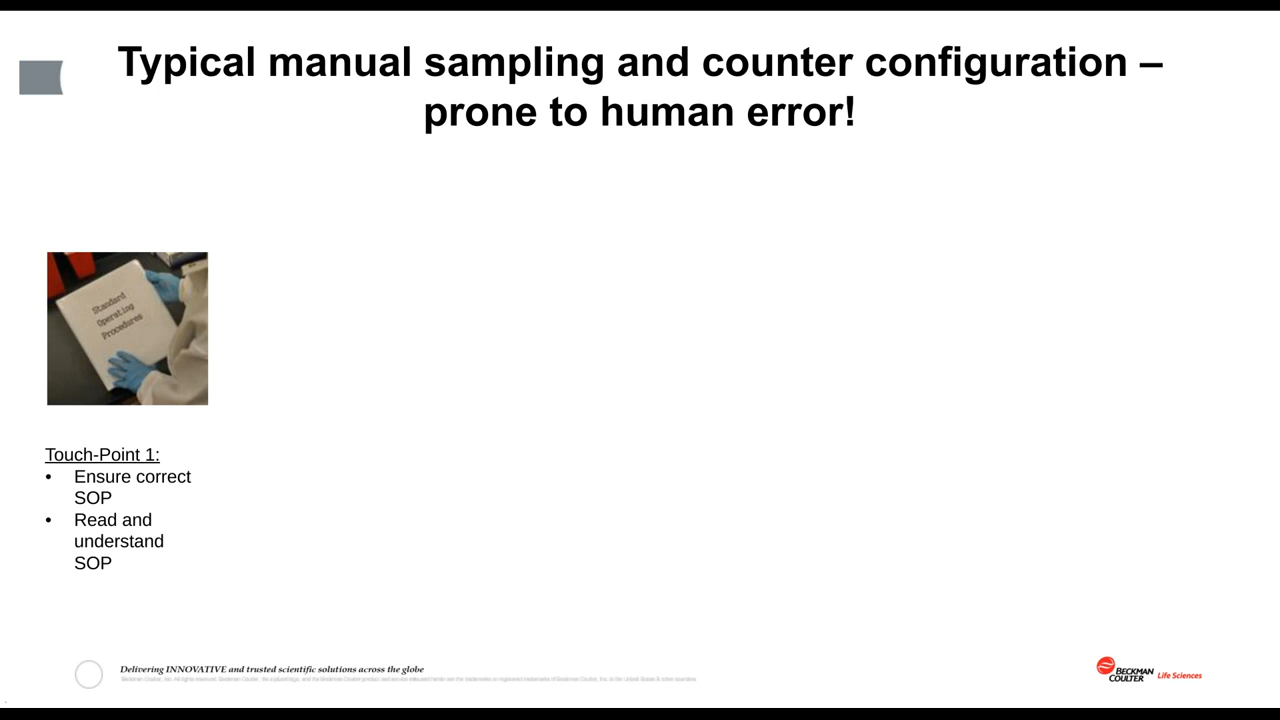 Typical manual sampling and counter configuration –
prone to human error!
Standard
Operating
Procedures
Touch-Point 1:
• Ensure correct
SOP
• Read and
understand
SOP
Delivering INNOVATIVE and trusted scientific solutions across the globe
BECKMAN
COULTER Life Sciences